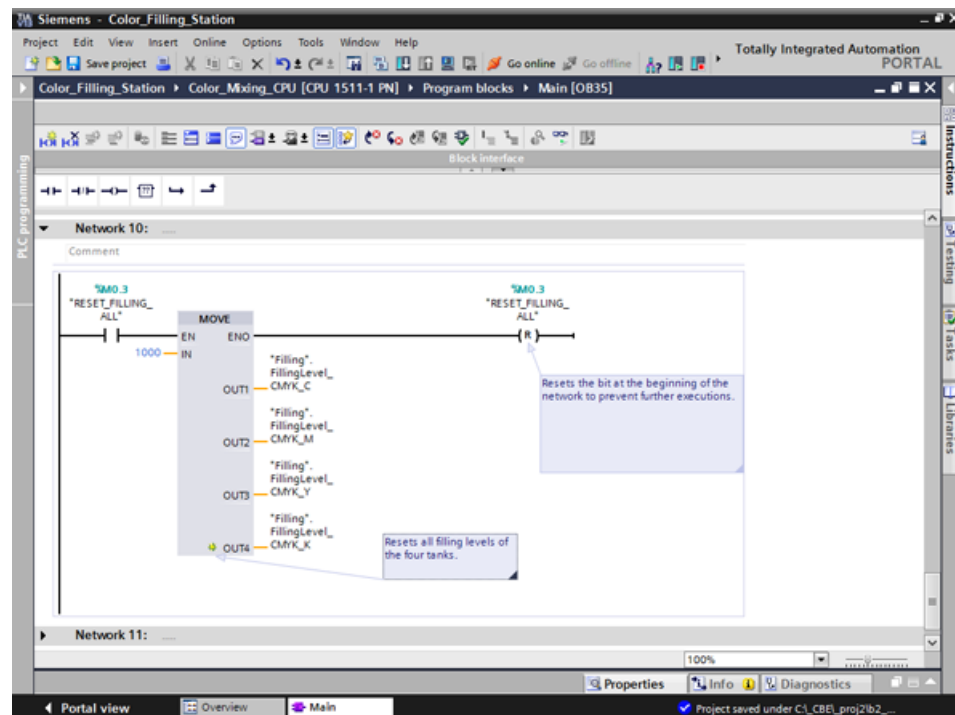 Siemens - Color_Filling_Station
Project Edit View Insert Online Options Tools Window Help
Save project
Go online
Go offline
Totally Integrated Automation
PORTAL
Color_Filling_Station ▸ Color_Mixing_CPU [CPU 1511-1 PN] ▸ Program blocks ▸ Main [OB35]
Block interface
PLC programming
Instructions
Testing
Tasks
Libraries
Network 10: .....
Comment
%M0.3
"RESET_FILLING_
ALL"
MOVE
EN ENO
1000 IN
OUT1
"Filling".
FillingLevel_
CMYK_C
OUT2
"Filling".
FillingLevel_
CMYK_M
OUT3
"Filling".
FillingLevel_
CMYK_Y
OUT4
"Filling".
FillingLevel_
CMYK_K
%M0.3
"RESET_FILLING_
ALL"
R
Resets the bit at the beginning of the
network to prevent further executions.
Resets all filling levels of
the four tanks.
Network 11: .....
100%
Properties
Info
Diagnostics
Portal view
Overview
Main
Project saved under C:\_CBE\_proj2\b2_...